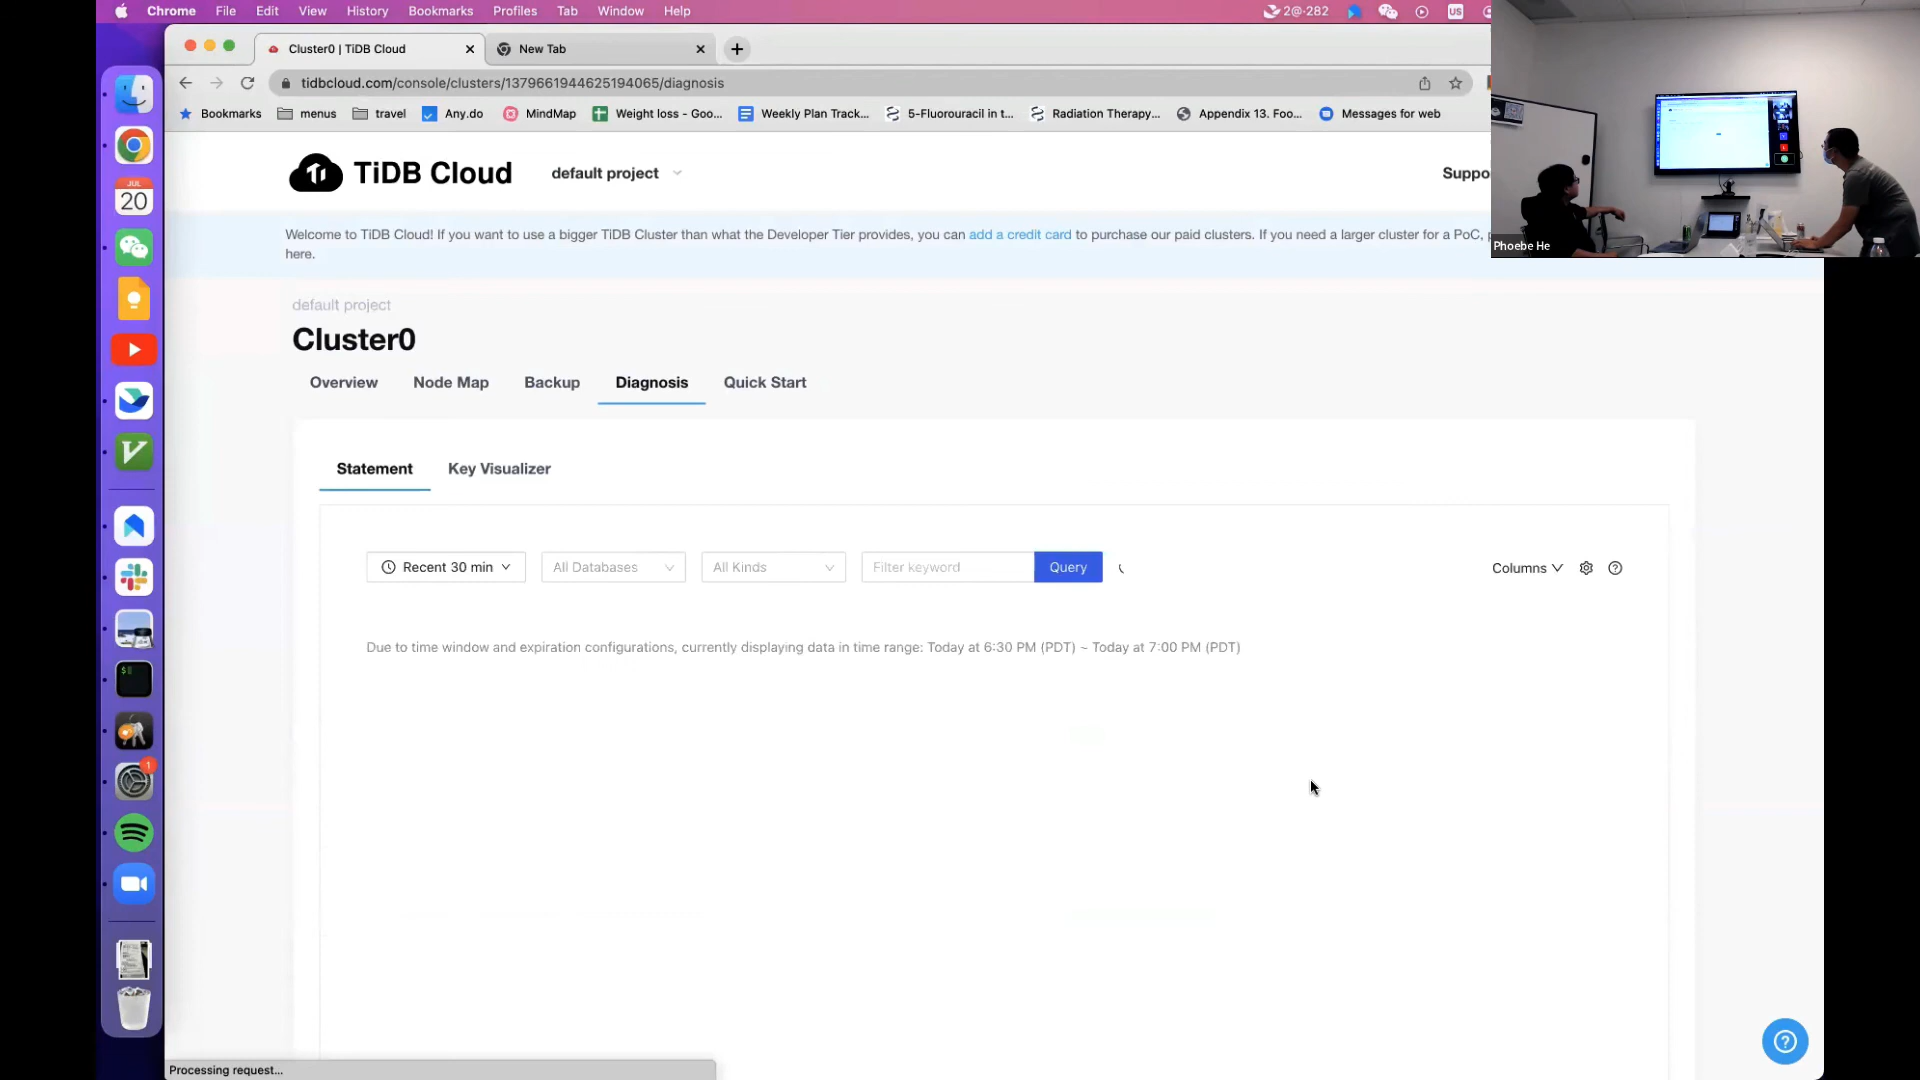 Chrome File Edit View History Bookmarks Profiles Tab Window Help 2@-282 US
Cluster0 | TiDB Cloud New Tab
tidbcloud.com/console/clusters/1379661944625194065/diagnosis
Bookmarks menus travel Any.do MindMap Weight loss - Goo... Weekly Plan Track... 5-Fluorouracil in t... Radiation Therapy... Appendix 13. Foo... Messages for web
TiDB Cloud default project Suppo
Phoebe He
Welcome to TiDB Cloud! If you want to use a bigger TiDB Cluster than what the Developer Tier provides, you can add a credit card to purchase our paid clusters. If you need a larger cluster for a PoC,
here.
default project
Cluster0
Overview Node Map Backup Diagnosis Quick Start
Statement Key Visualizer
Recent 30 min All Databases All Kinds Filter keyword Query Columns
Due to time window and expiration configurations, currently displaying data in time range: Today at 6:30 PM (PDT) ~ Today at 7:00 PM (PDT)
JUL
20
1
Processing request...